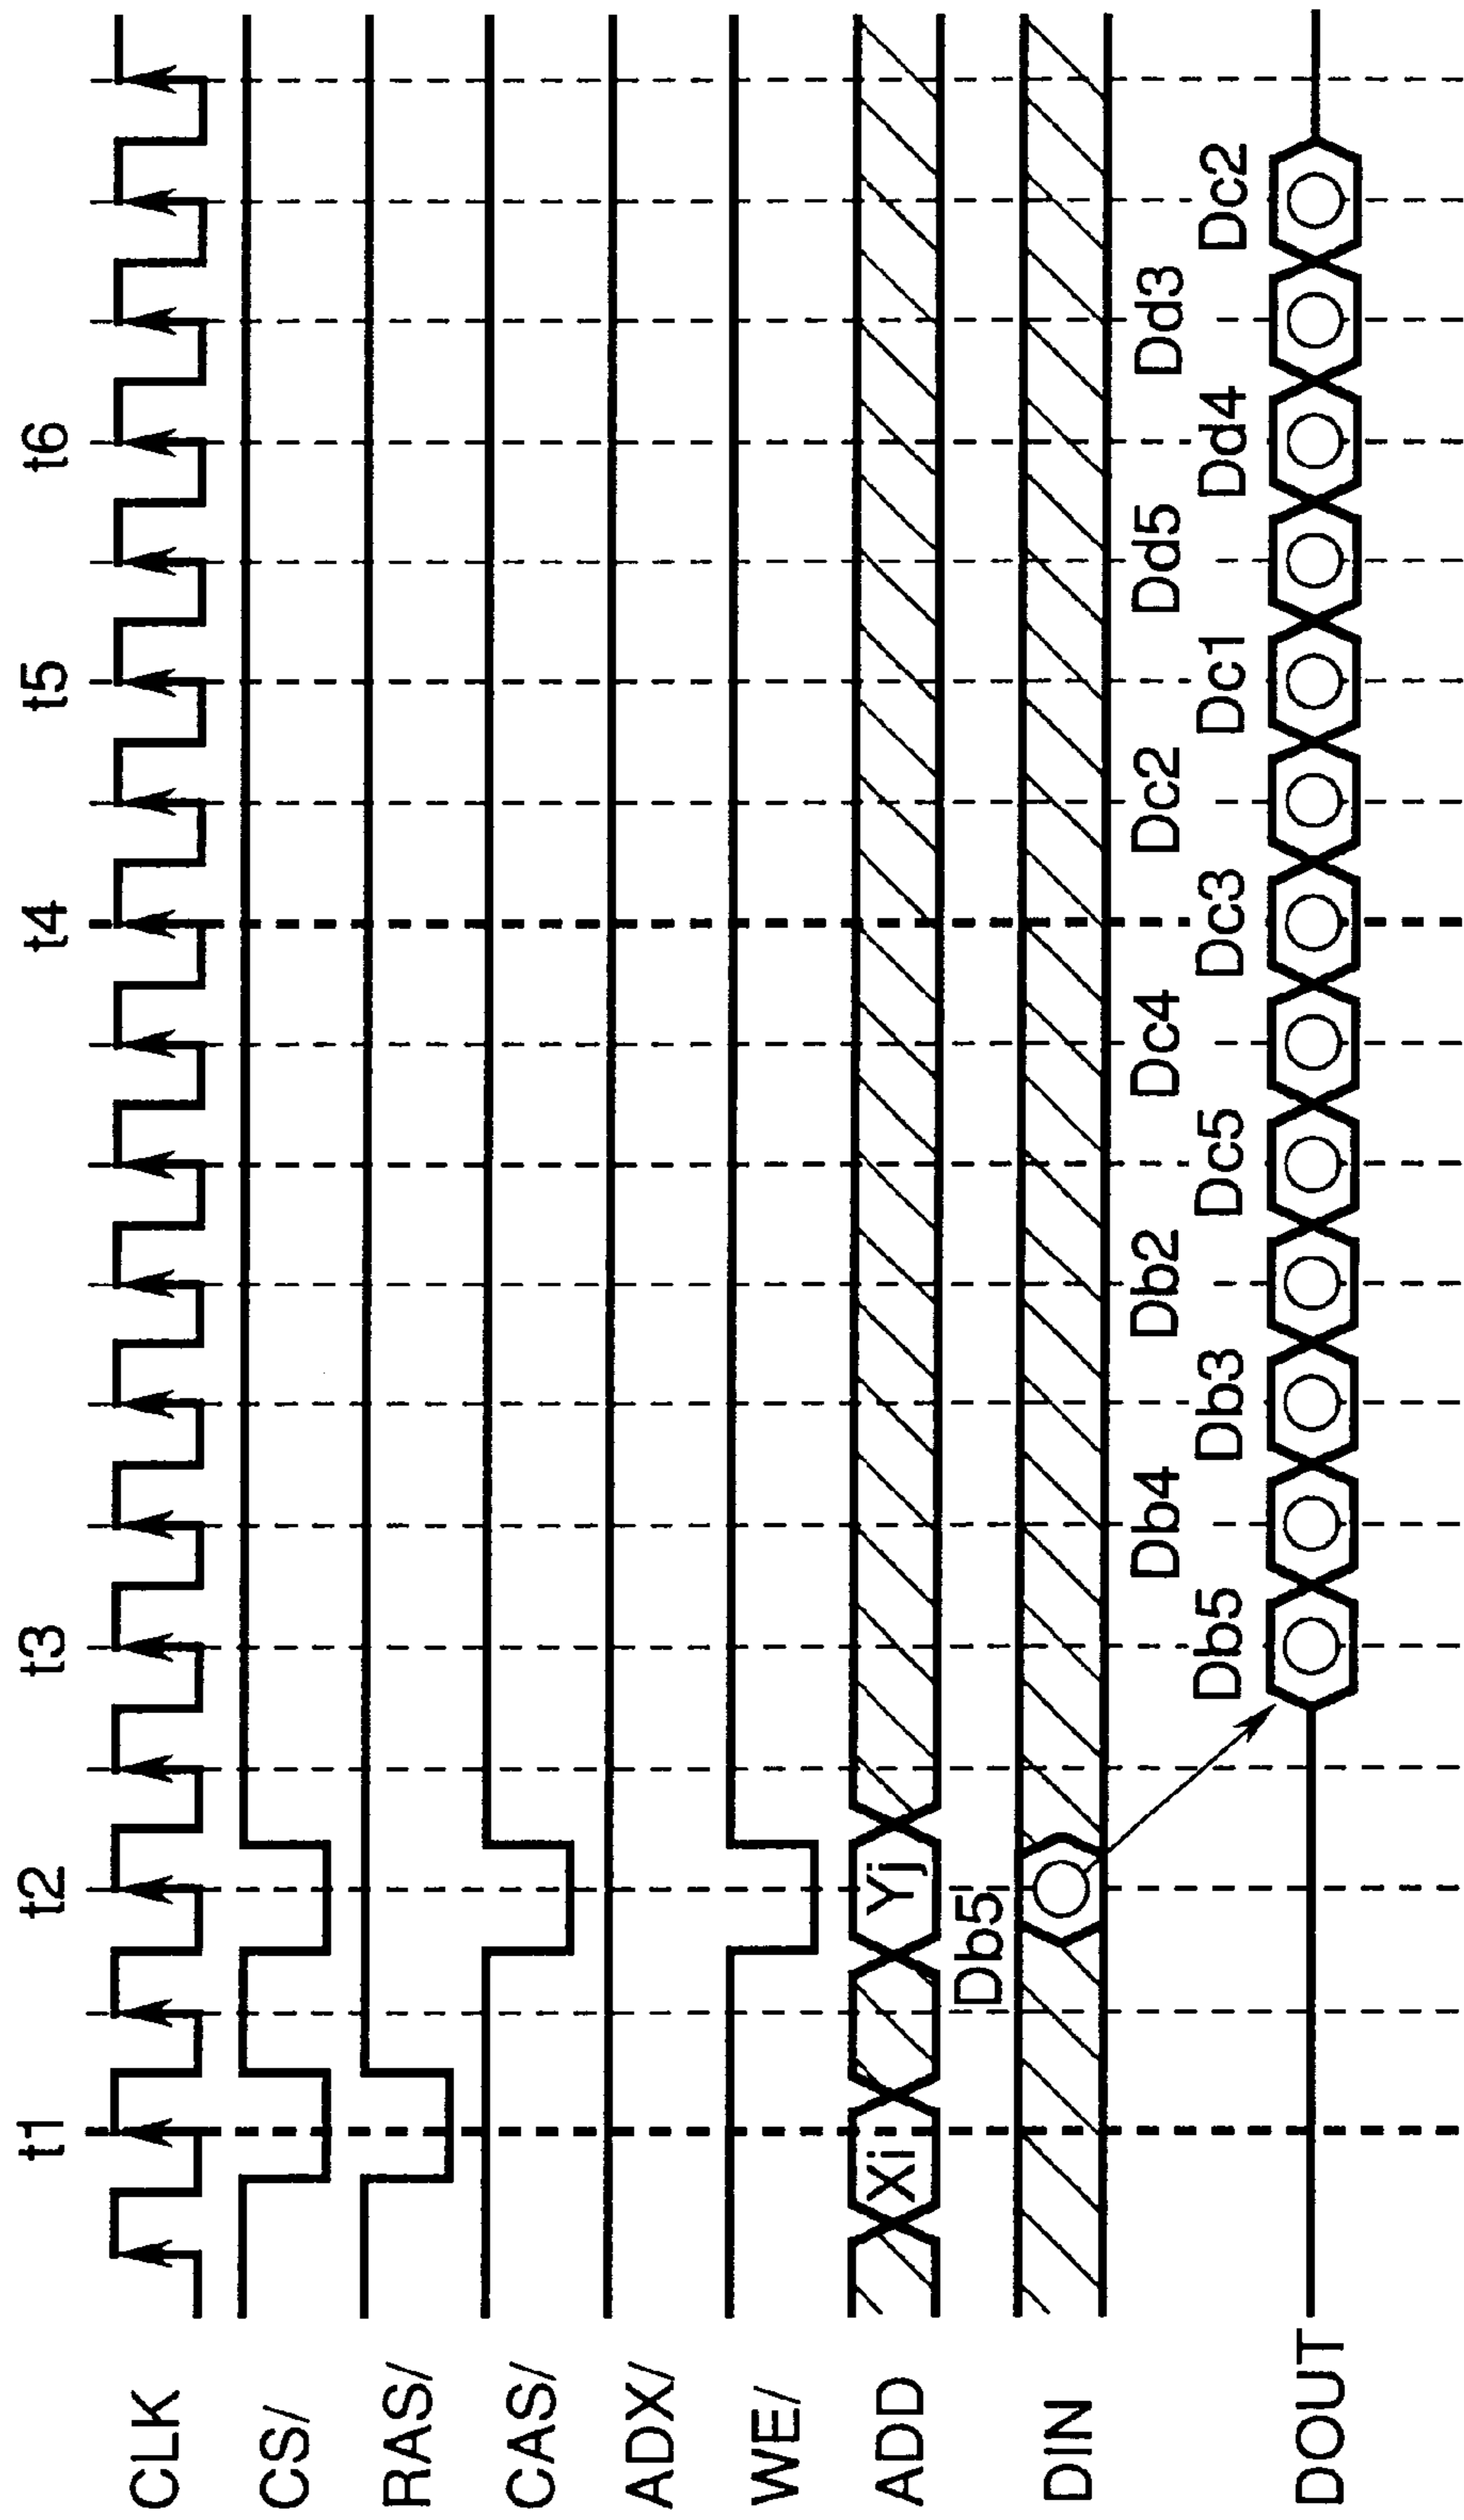 t1 t2 t3 t4 t5 t6
CLK
CS/
RAS/
CAS/
ADX/
WE/
ADD Xi Yj
Db5
DIN
Db4 Db2 Dc4 Dc2 Dd5 Dd3
Db5 Db3 Dc5 Dc3 Dc1 Dd4 Dc2
DOUT